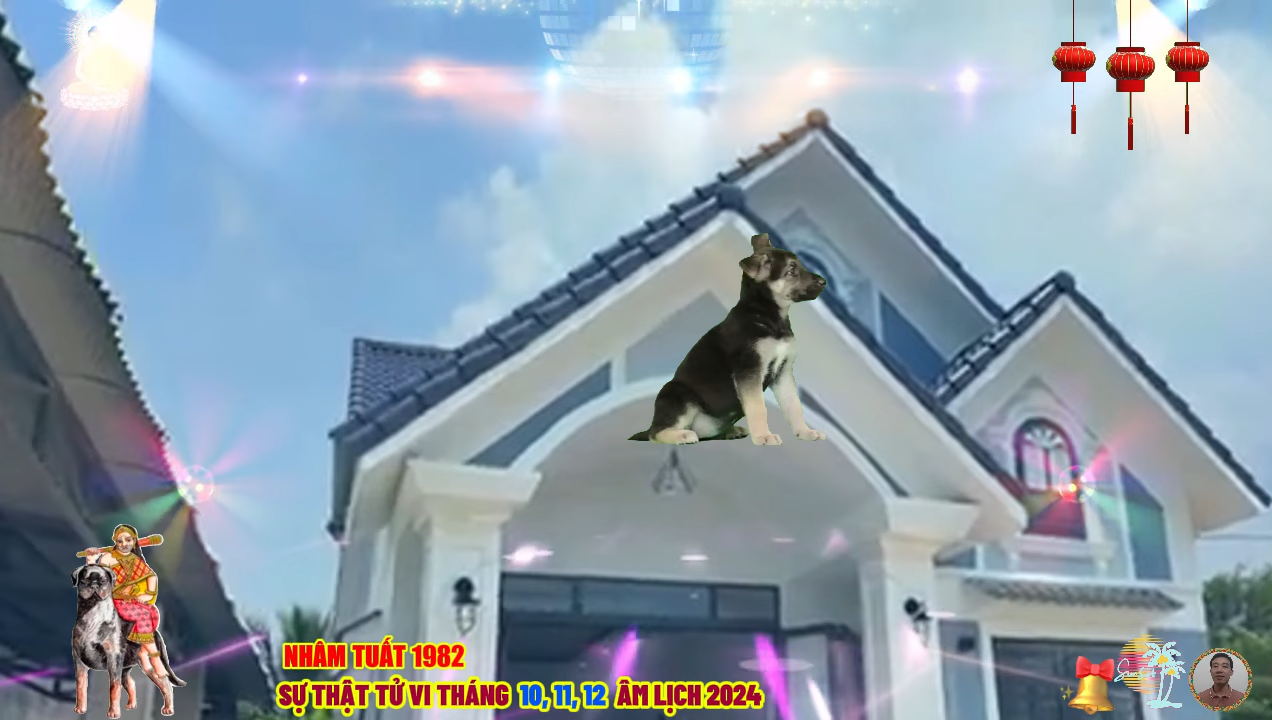 NHÂM TUẤT 1982
SỰ THẬT TỬ VI THÁNG 10, 11, 12 ÂM LỊCH 2024